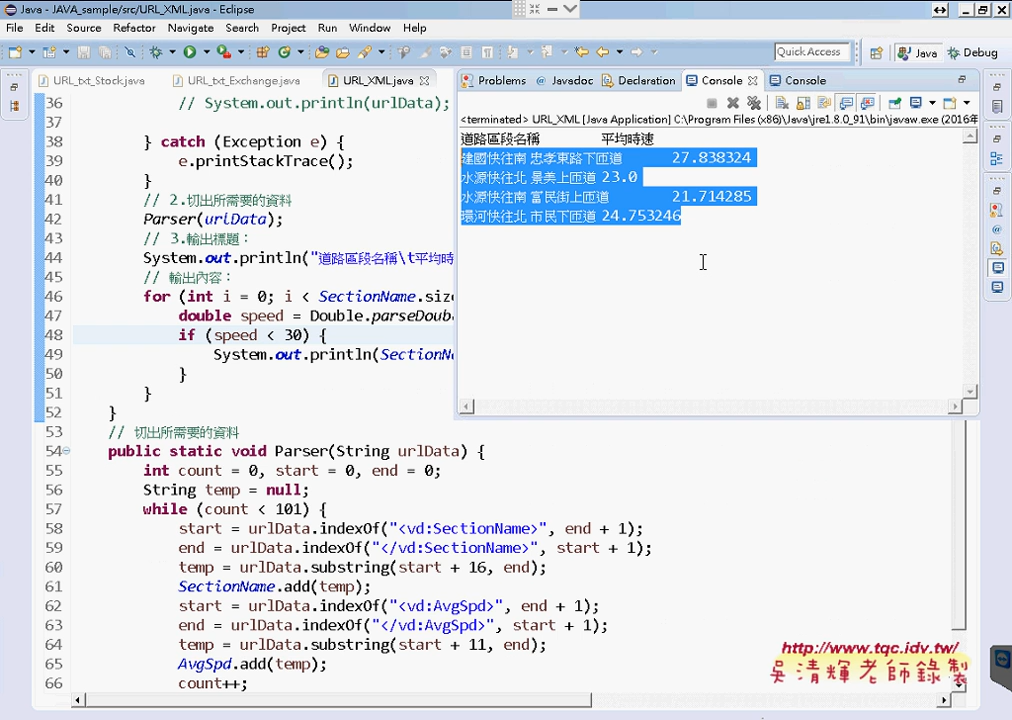 Java - JAVA_sample/src/URL_XML.java - Eclipse
File Edit Source Refactor Navigate Search Project Run Window Help
Quick Access Java Debug
URL_txt_Stock.java URL_txt_Exchange.java URL_XML.java
Problems Javadoc Declaration Console Console
<terminated> URL_XML [Java Application] C:\Program Files (x86)\Java\jre1.8.0_91\bin\javaw.exe (2016年
道路區段名稱 平均時速
建國快往南 忠孝東路下匝道 27.838324
水源快往北 景美上匝道 23.0
水源快往南 富民街上匝道 21.714285
環河快往北 市民下匝道 24.753246
36 // System.out.println(urlData);
37
38 } catch (Exception e) {
39 e.printStackTrace();
40 }
41 // 2.切出所需要的資料
42 Parser(urlData);
43 // 3.輸出標題：
44 System.out.println("道路區段名稱\t平均時
45 // 輸出內容：
46 for (int i = 0; i < SectionName.size
47 double speed = Double.parseDoub
48 if (speed < 30) {
49 System.out.println(SectionN
50 }
51 }
52 }
53 // 切出所需要的資料
54 public static void Parser(String urlData) {
55 int count = 0, start = 0, end = 0;
56 String temp = null;
57 while (count < 101) {
58 start = urlData.indexOf("<vd:SectionName>", end + 1);
59 end = urlData.indexOf("</vd:SectionName>", start + 1);
60 temp = urlData.substring(start + 16, end);
61 SectionName.add(temp);
62 start = urlData.indexOf("<vd:AvgSpd>", end + 1);
63 end = urlData.indexOf("</vd:AvgSpd>", start + 1);
64 temp = urlData.substring(start + 11, end);
65 AvgSpd.add(temp);
66 count++;
http://www.tqc.idv.tw/
吳清輝老師錄製